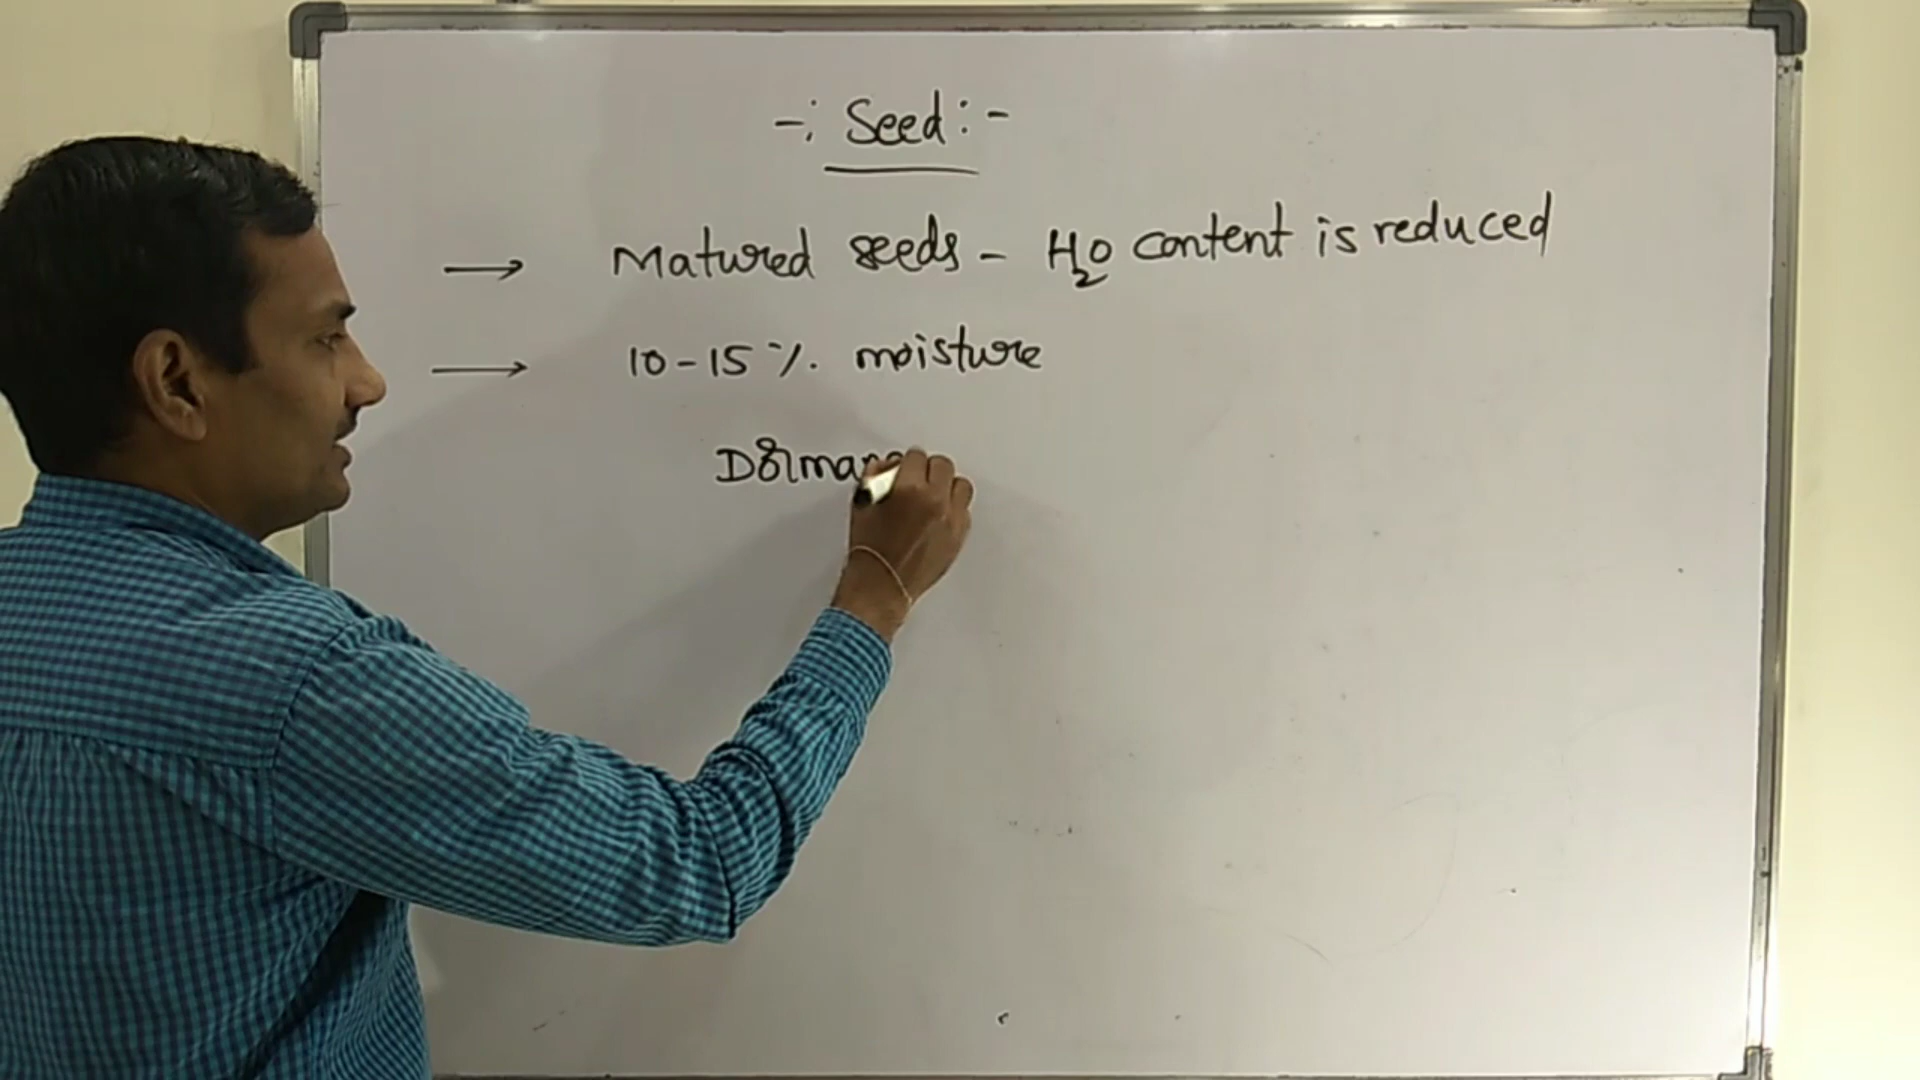 -: Seed :-
→ Matured seeds - H₂O content is reduced
→ 10-15 %. moisture